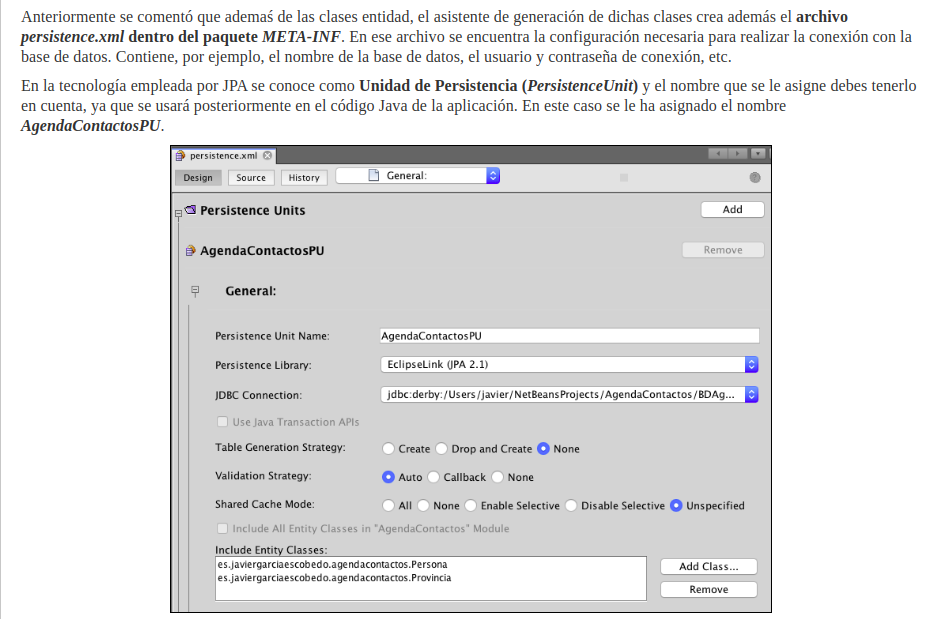 Anteriormente se comentó que ademaś de las clases entidad, el asistente de generación de dichas clases crea además el archivo
persistence.xml dentro del paquete META-INF. En ese archivo se encuentra la configuración necesaria para realizar la conexión con la
base de datos. Contiene, por ejemplo, el nombre de la base de datos, el usuario y contraseña de conexión, etc.
En la tecnología empleada por JPA se conoce como Unidad de Persistencia (PersistenceUnit) y el nombre que se le asigne debes tenerlo
en cuenta, ya que se usará posteriormente en el código Java de la aplicación. En este caso se le ha asignado el nombre
AgendaContactosPU.
persistence.xml
Design Source History General:
Persistence Units Add
AgendaContactosPU Remove
General:
Persistence Unit Name: AgendaContactosPU
Persistence Library: EclipseLink (JPA 2.1)
JDBC Connection: jdbc:derby:/Users/javier/NetBeansProjects/AgendaContactos/BDAg...
Use Java Transaction APIs
Table Generation Strategy: Create Drop and Create None
Validation Strategy: Auto Callback None
Shared Cache Mode: All None Enable Selective Disable Selective Unspecified
Include All Entity Classes in "AgendaContactos" Module
Include Entity Classes:
es.javiergarciaescobedo.agendacontactos.Persona Add Class...
es.javiergarciaescobedo.agendacontactos.Provincia
Remove